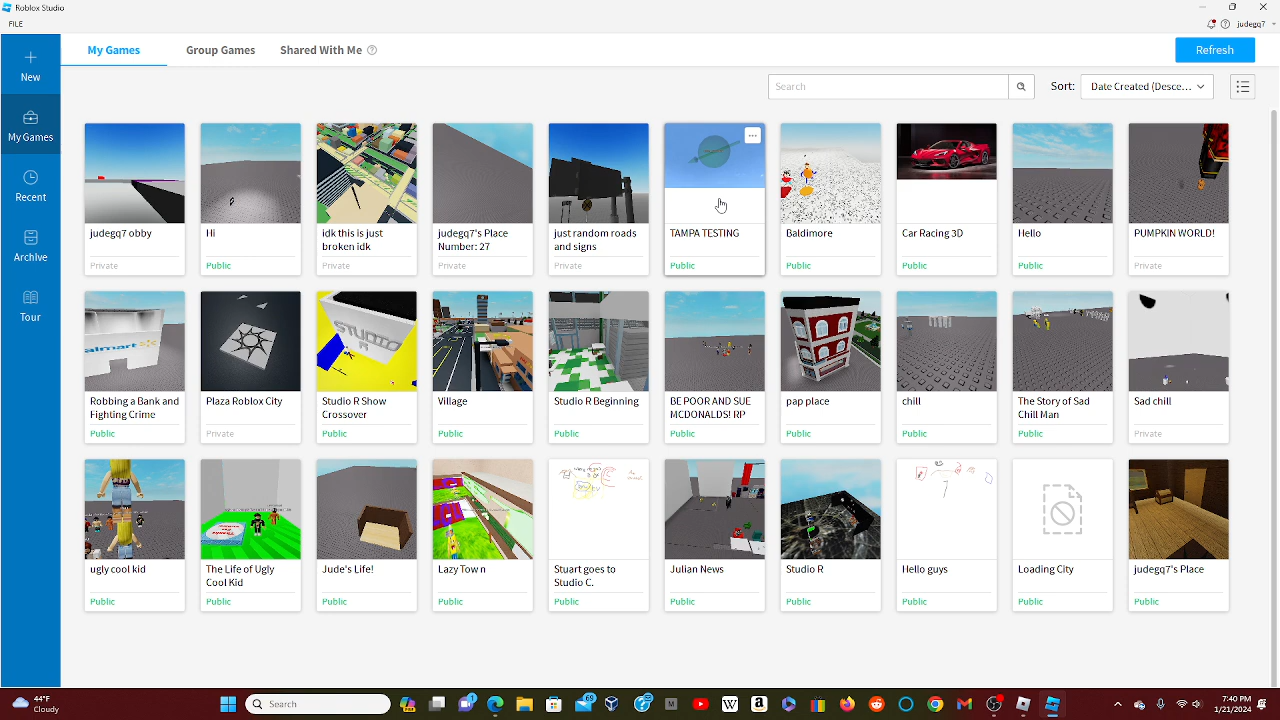 Roblox Studio
FILE
judegq7
New
My Games
Recent
Archive
Tour
My Games Group Games Shared With Me
Refresh
Search
Sort: Date Created (Desce...
judegq7 obby
Private
Hi
Public
idk this is just
broken idk
Private
judegq7's Place
Number: 27
Private
just random roads
and signs
Private
TAMPA TESTING
Public
Baltimore
Public
Car Racing 3D
Public
Hello
Public
PUMPKIN WORLD!
Private
almart
Robbing a Bank and
Fighting Crime
Public
Plaza Roblox City
Private
STUDIO
R
Studio R Show
Crossover
Public
Village
Public
Studio R Beginning
Public
BE POOR AND SUE
MCDONALDS! RP
Public
pap place
Public
chill
Public
The Story of Sad
Chill Man
Public
Sad chill
Private
ugly cool kid
Public
The Life of Ugly
Cool Kid
Public
Jude's Life!
Public
Lazy Town
Public
Stuart goes to
Studio C.
Public
Julian News
Public
Studio R
Public
Hello guys
Public
Loading City
Public
judegq7's Place
Public
44°F
Cloudy
Search
7:40 PM
1/21/2024